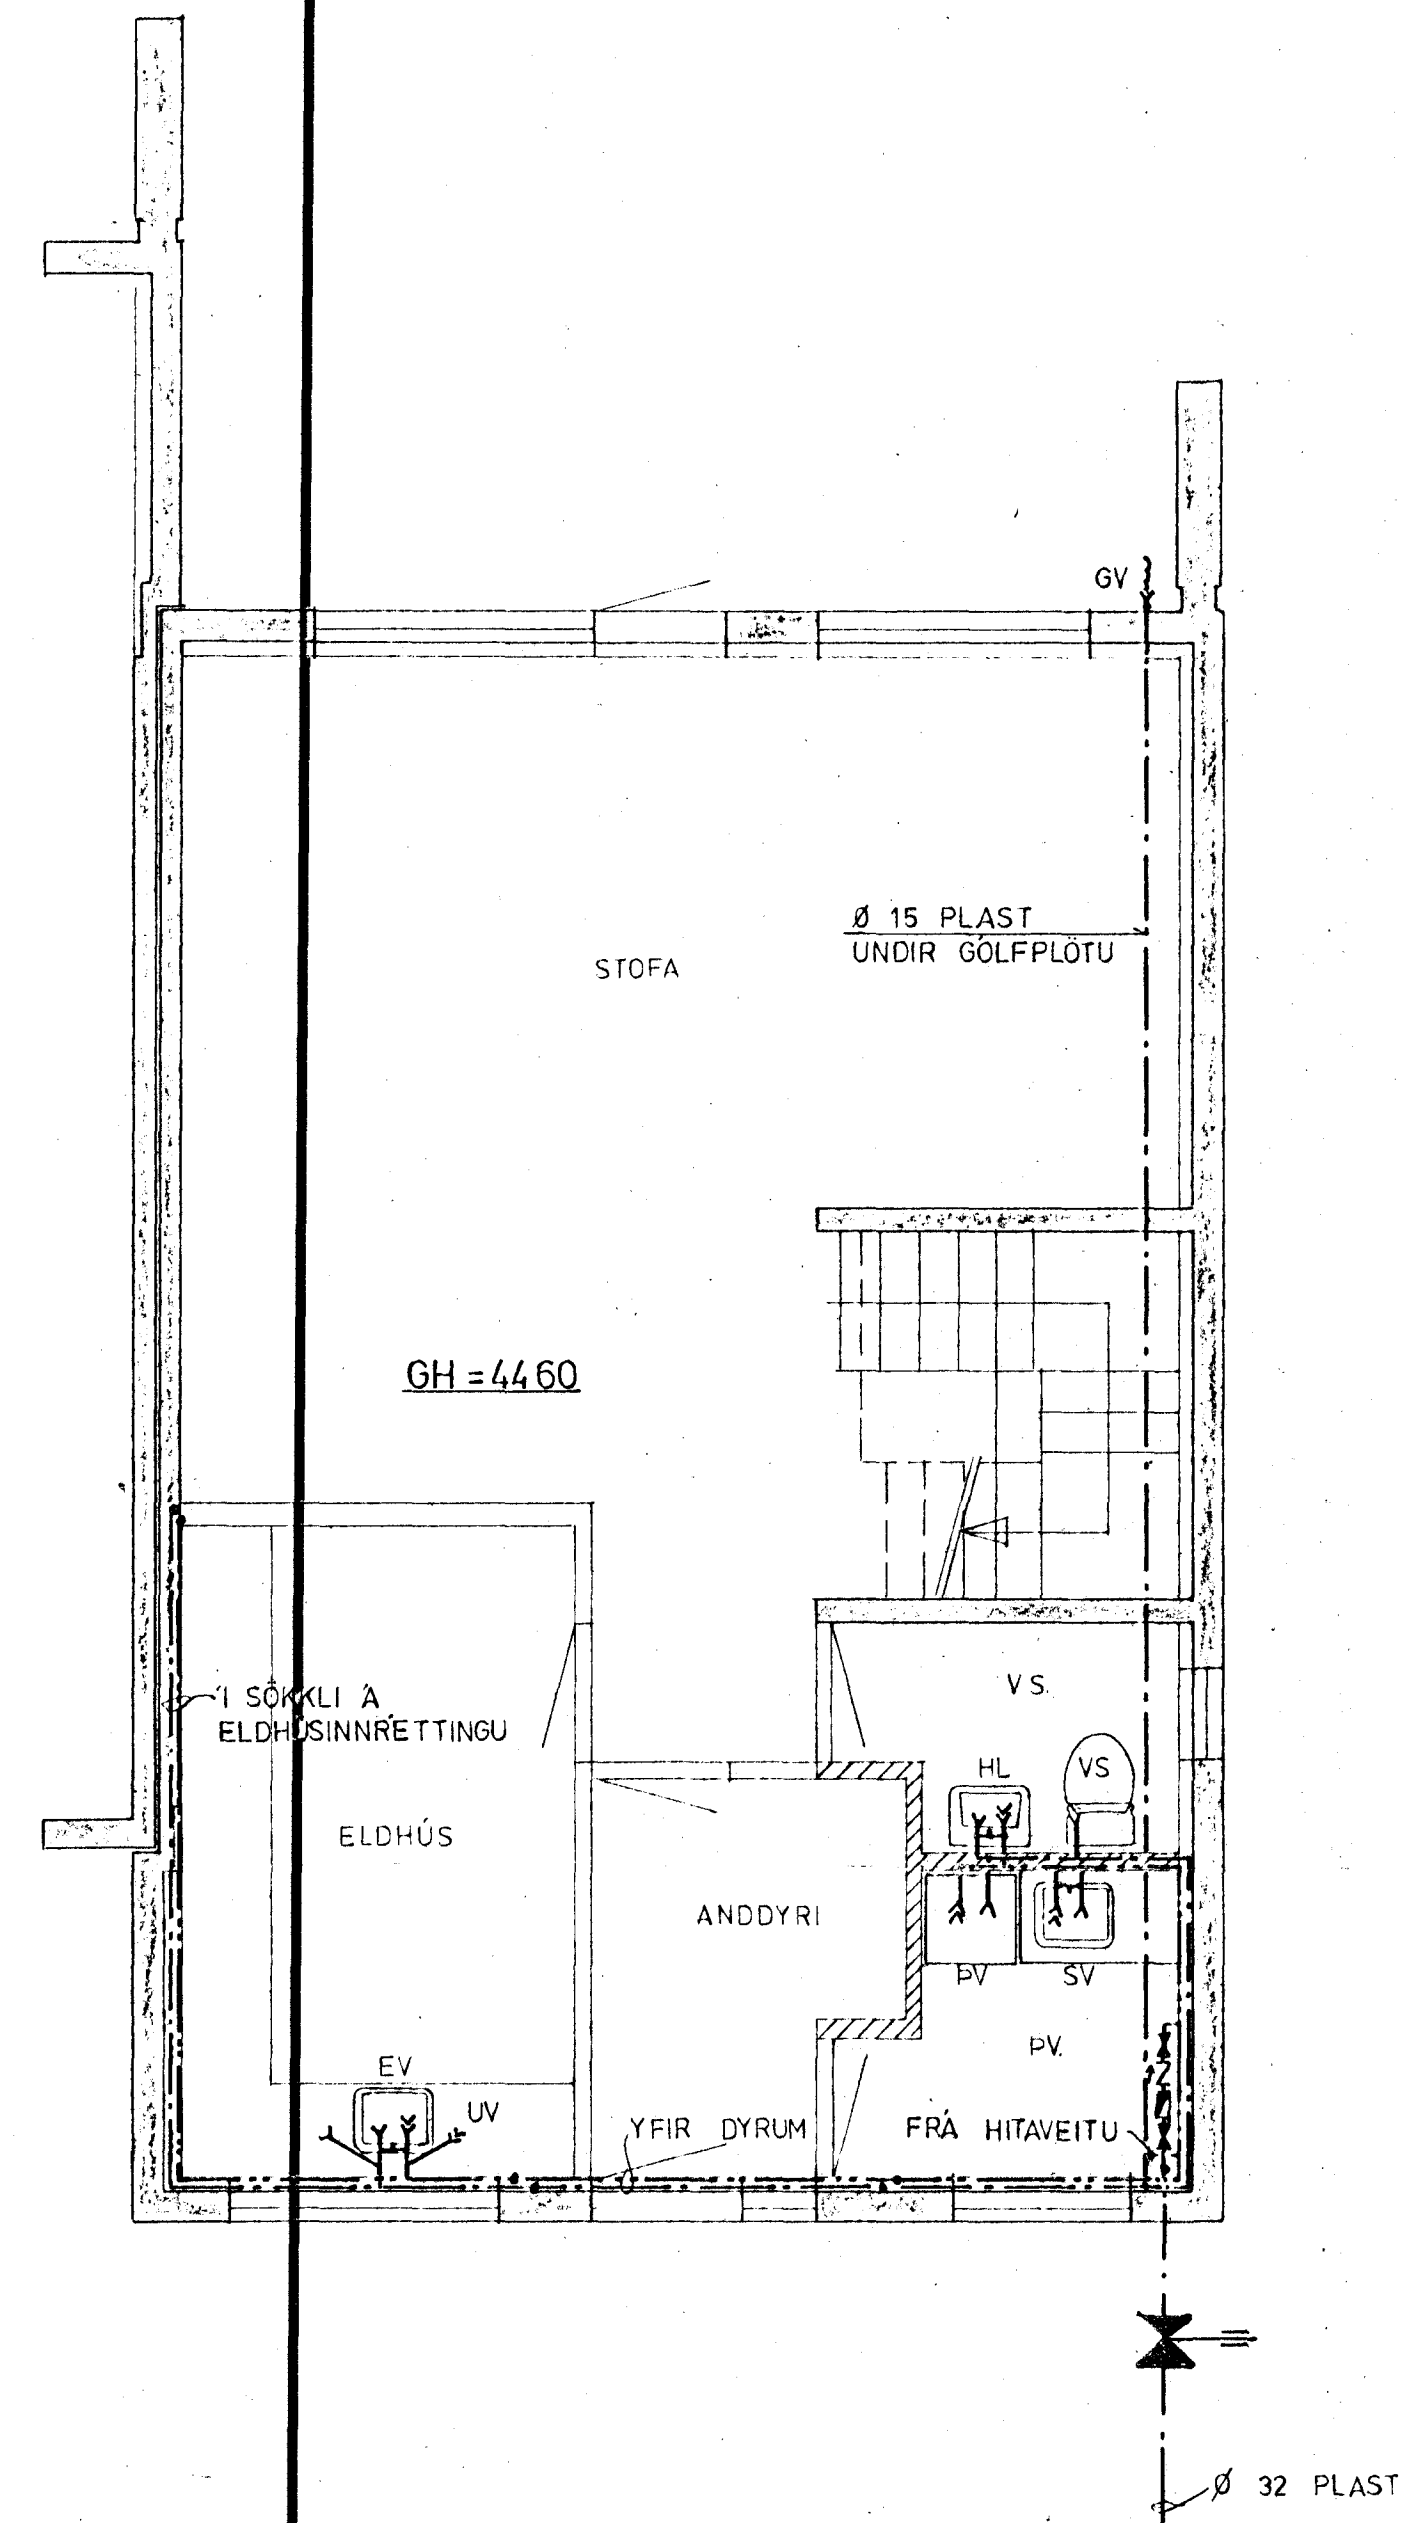 GV
Ø 15 PLAST
UNDIR GÓLFPLÖTU
STOFA
GH = 4460
Í SÖKKLI Á
ELDHÚSINNRÉTTINGU
VS.
HL
VS
ELDHÚS
ANDDYRI
ÞV
SV
ÞV.
EV
UV
YFIR DYRUM
FRÁ HITAVEITU
Ø 32 PLAST